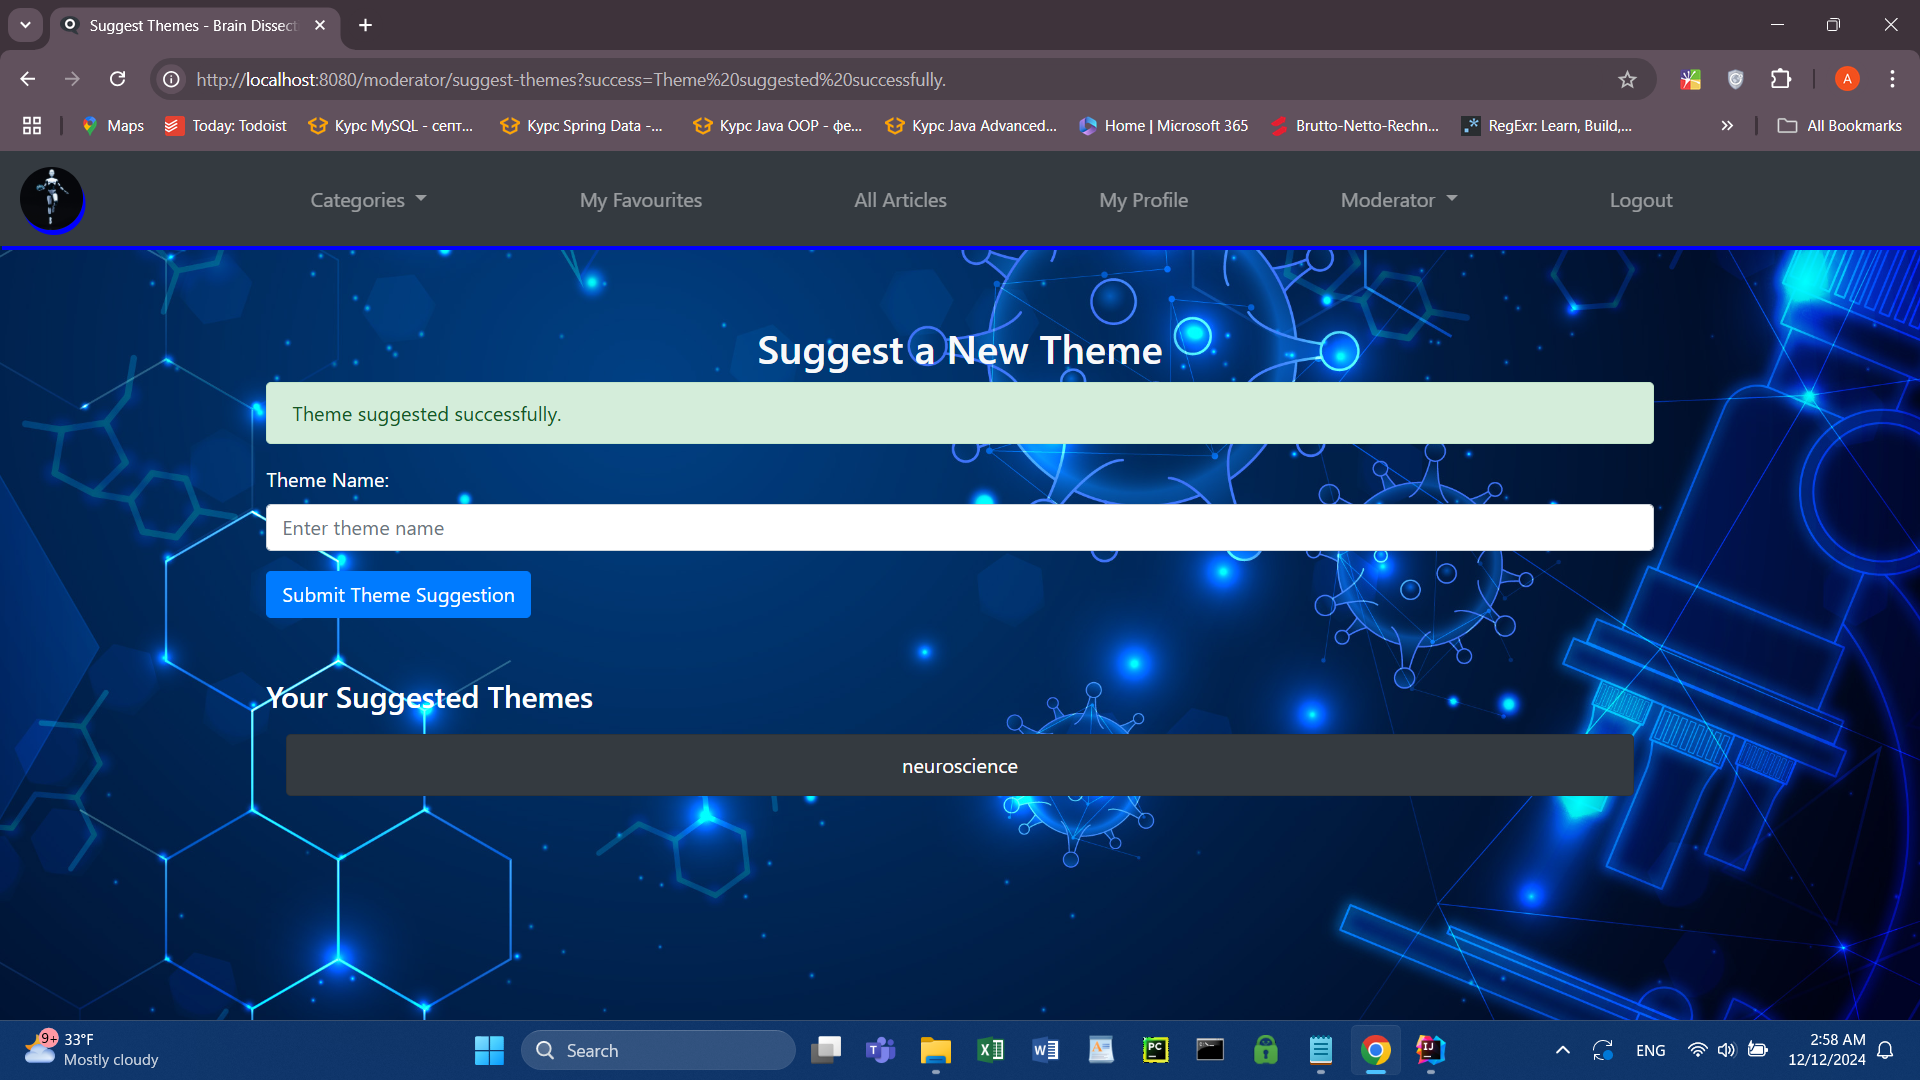 Suggest Themes - Brain Dissect
http://localhost:8080/moderator/suggest-themes?success=Theme%20suggested%20successfully.
A
Maps
Today: Todoist
Курс MySQL - септ...
Курс Spring Data -...
Курс Java OOP - фе...
Курс Java Advanced...
Home | Microsoft 365
Brutto-Netto-Rechn...
RegExr: Learn, Build,...
All Bookmarks
Categories
My Favourites
All Articles
My Profile
Moderator
Logout
Suggest a New Theme
Theme suggested successfully.
Theme Name:
Enter theme name
Submit Theme Suggestion
Your Suggested Themes
neuroscience
9+
33°F
Mostly cloudy
Search
ENG
2:58 AM
12/12/2024